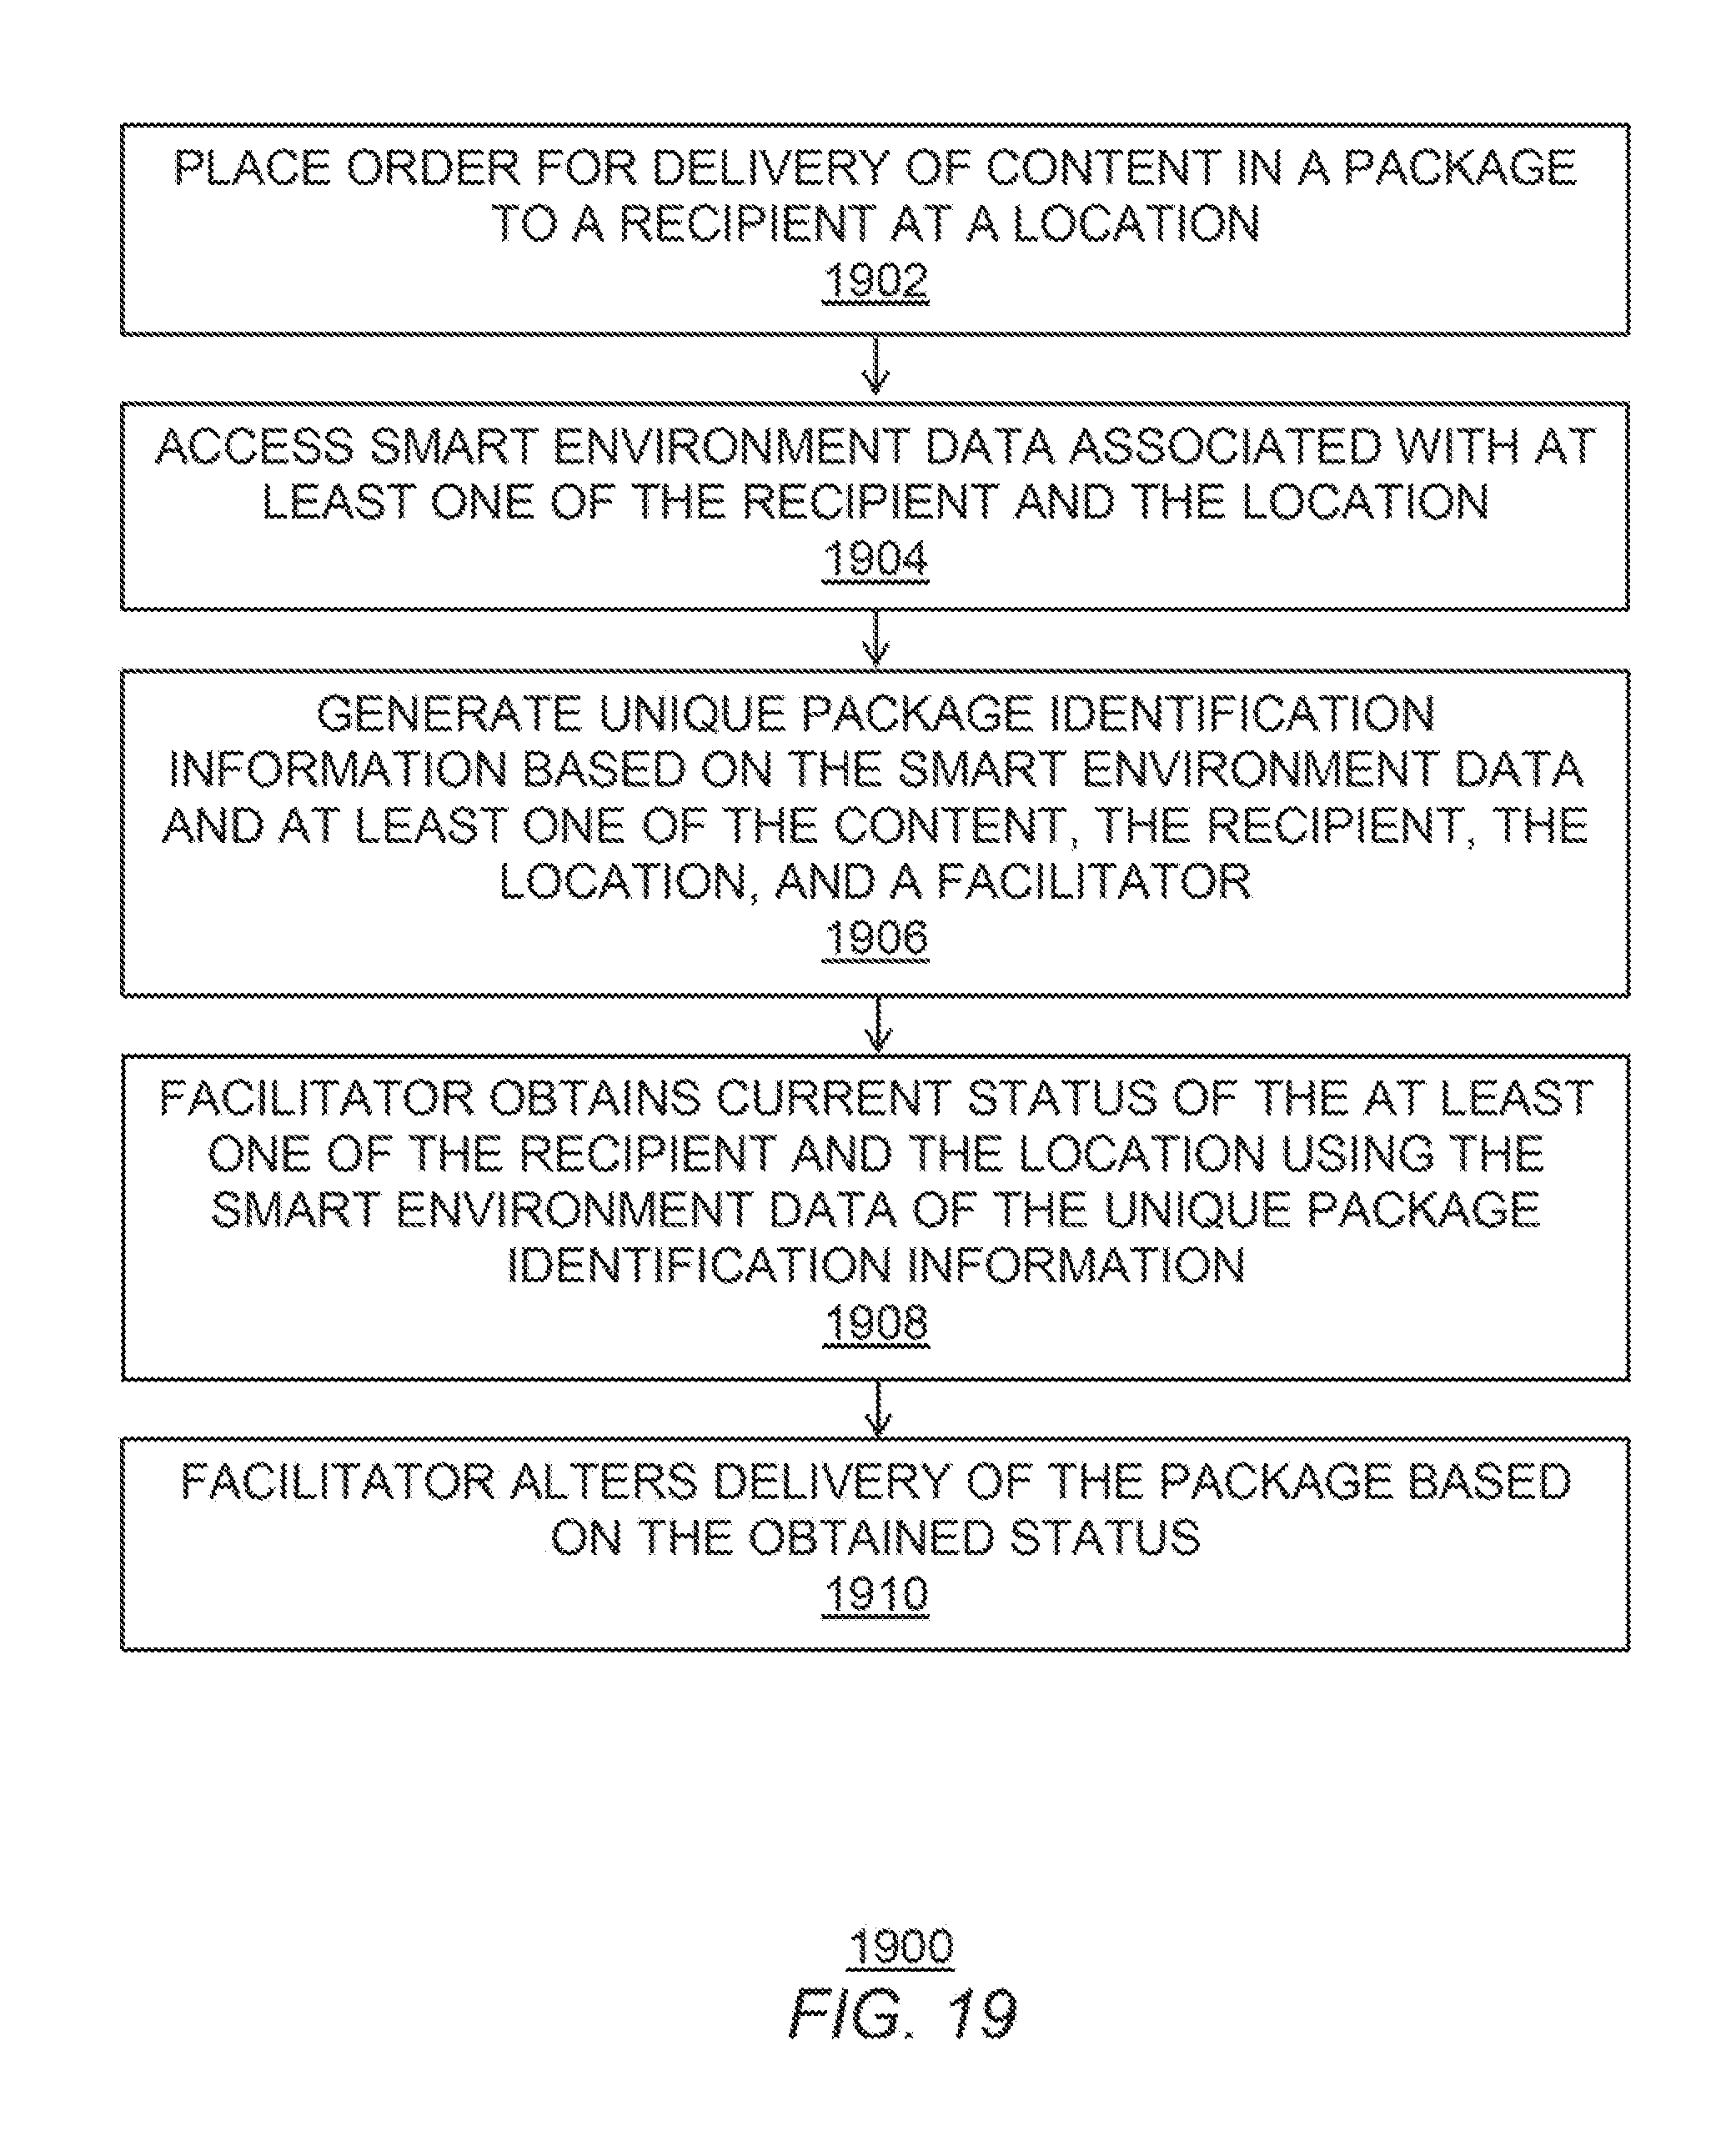 PLACE ORDER FOR DELIVERY OF CONTENT IN A PACKAGE
TO A RECIPIENT AT A LOCATION
1902
ACCESS SMART ENVIRONMENT DATA ASSOCIATED WITH AT
LEAST ONE OF THE RECIPIENT AND THE LOCATION
1904
GENERATE UNIQUE PACKAGE IDENTIFICATION
INFORMATION BASED ON THE SMART ENVIRONMENT DATA
AND AT LEAST ONE OF THE CONTENT, THE RECIPIENT, THE
LOCATION, AND A FACILITATOR
1906
FACILITATOR OBTAINS CURRENT STATUS OF THE AT LEAST
ONE OF THE RECIPIENT AND THE LOCATION USING THE
SMART ENVIRONMENT DATA OF THE UNIQUE PACKAGE
IDENTIFICATION INFORMATION
1908
FACILITATOR ALTERS DELIVERY OF THE PACKAGE BASED
ON THE OBTAINED STATUS
1910
1900
FIG. 19